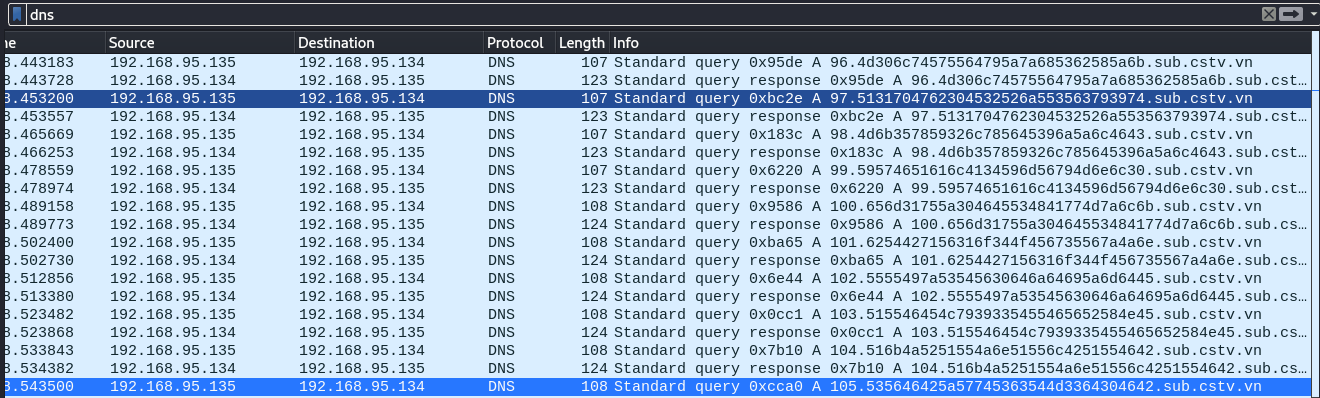 dns
ne Source Destination Protocol Length Info
3.443183 192.168.95.135 192.168.95.134 DNS 107 Standard query 0x95de A 96.4d306c74575564795a7a685362585a6b.sub.cstv.vn
3.443728 192.168.95.134 192.168.95.135 DNS 123 Standard query response 0x95de A 96.4d306c74575564795a7a685362585a6b.sub.cst…
3.453200 192.168.95.135 192.168.95.134 DNS 107 Standard query 0xbc2e A 97.5131704762304532526a553563793974.sub.cstv.vn
3.453557 192.168.95.134 192.168.95.135 DNS 123 Standard query response 0xbc2e A 97.5131704762304532526a553563793974.sub.cst…
3.465669 192.168.95.135 192.168.95.134 DNS 107 Standard query 0x183c A 98.4d6b357859326c785645396a5a6c4643.sub.cstv.vn
3.466253 192.168.95.134 192.168.95.135 DNS 123 Standard query response 0x183c A 98.4d6b357859326c785645396a5a6c4643.sub.cst…
3.478559 192.168.95.135 192.168.95.134 DNS 107 Standard query 0x6220 A 99.59574651616c4134596d56794d6e6c30.sub.cstv.vn
3.478974 192.168.95.134 192.168.95.135 DNS 123 Standard query response 0x6220 A 99.59574651616c4134596d56794d6e6c30.sub.cst…
3.489158 192.168.95.135 192.168.95.134 DNS 108 Standard query 0x9586 A 100.656d31755a304645534841774d7a6c6b.sub.cstv.vn
3.489773 192.168.95.134 192.168.95.135 DNS 124 Standard query response 0x9586 A 100.656d31755a304645534841774d7a6c6b.sub.cs…
3.502400 192.168.95.135 192.168.95.134 DNS 108 Standard query 0xba65 A 101.6254427156316f344f456735567a4a6e.sub.cstv.vn
3.502730 192.168.95.134 192.168.95.135 DNS 124 Standard query response 0xba65 A 101.6254427156316f344f456735567a4a6e.sub.cs…
3.512856 192.168.95.135 192.168.95.134 DNS 108 Standard query 0x6e44 A 102.5555497a53545630646a64695a6d6445.sub.cstv.vn
3.513380 192.168.95.134 192.168.95.135 DNS 124 Standard query response 0x6e44 A 102.5555497a53545630646a64695a6d6445.sub.cs…
3.523482 192.168.95.135 192.168.95.134 DNS 108 Standard query 0x0cc1 A 103.515546454c7939335455465652584e45.sub.cstv.vn
3.523868 192.168.95.134 192.168.95.135 DNS 124 Standard query response 0x0cc1 A 103.515546454c7939335455465652584e45.sub.cs…
3.533843 192.168.95.135 192.168.95.134 DNS 108 Standard query 0x7b10 A 104.516b4a5251554a6e51556c4251554642.sub.cstv.vn
3.534382 192.168.95.134 192.168.95.135 DNS 124 Standard query response 0x7b10 A 104.516b4a5251554a6e51556c4251554642.sub.cs…
3.543500 192.168.95.135 192.168.95.134 DNS 108 Standard query 0xcca0 A 105.535646425a57745363544d3364304642.sub.cstv.vn